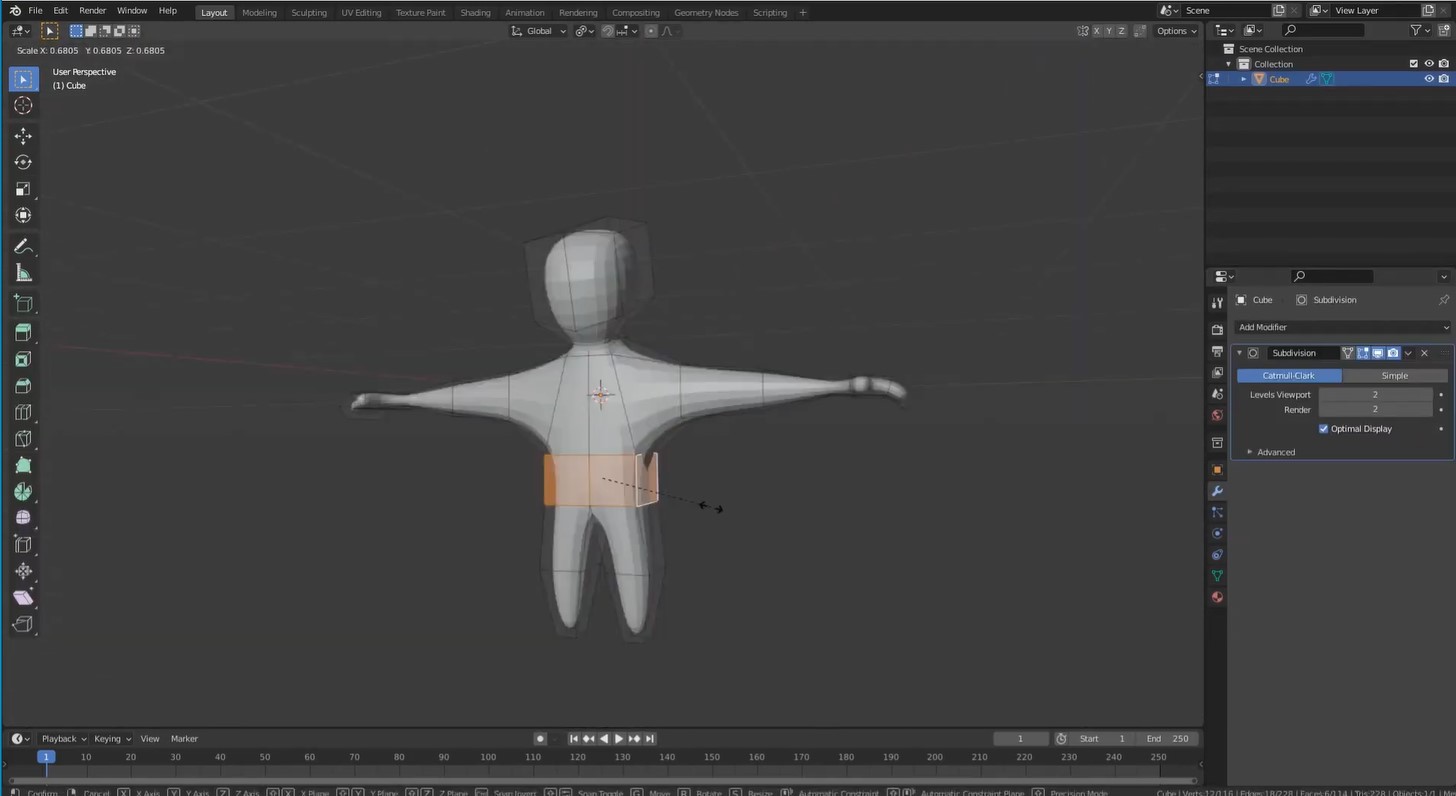 File Edit Render Window Help Layout Modeling Sculpting UV Editing Texture Paint Shading Animation Rendering Compositing Geometry Nodes Scripting + Scene View Layer
Global X Y Z Options
Scale X: 0.6805 Y: 0.6805 Z: 0.6805
User Perspective
(1) Cube
Scene Collection
Collection
Cube
Cube Subdivision
Add Modifier
Subdivision
Catmull-Clark Simple
Levels Viewport 2
Render 2
Optimal Display
Advanced
Playback Keying View Marker 1 Start 1 End 250
1 10 20 30 40 50 60 70 80 90 100 110 120 130 140 150 160 170 180 190 200 210 220 230 240 250
Confirm Cancel X X Axis Y Y Axis Z Z Axis X X Plane Y Y Plane Z Z Plane Snap Invert Snap Toggle G Move R Rotate S Resize Automatic Constraint Automatic Constraint Plane Precision Mode Cube | Verts:12/116 | Edges:18/228 | Faces:6/114 | Tris:228 | Objects:1/1